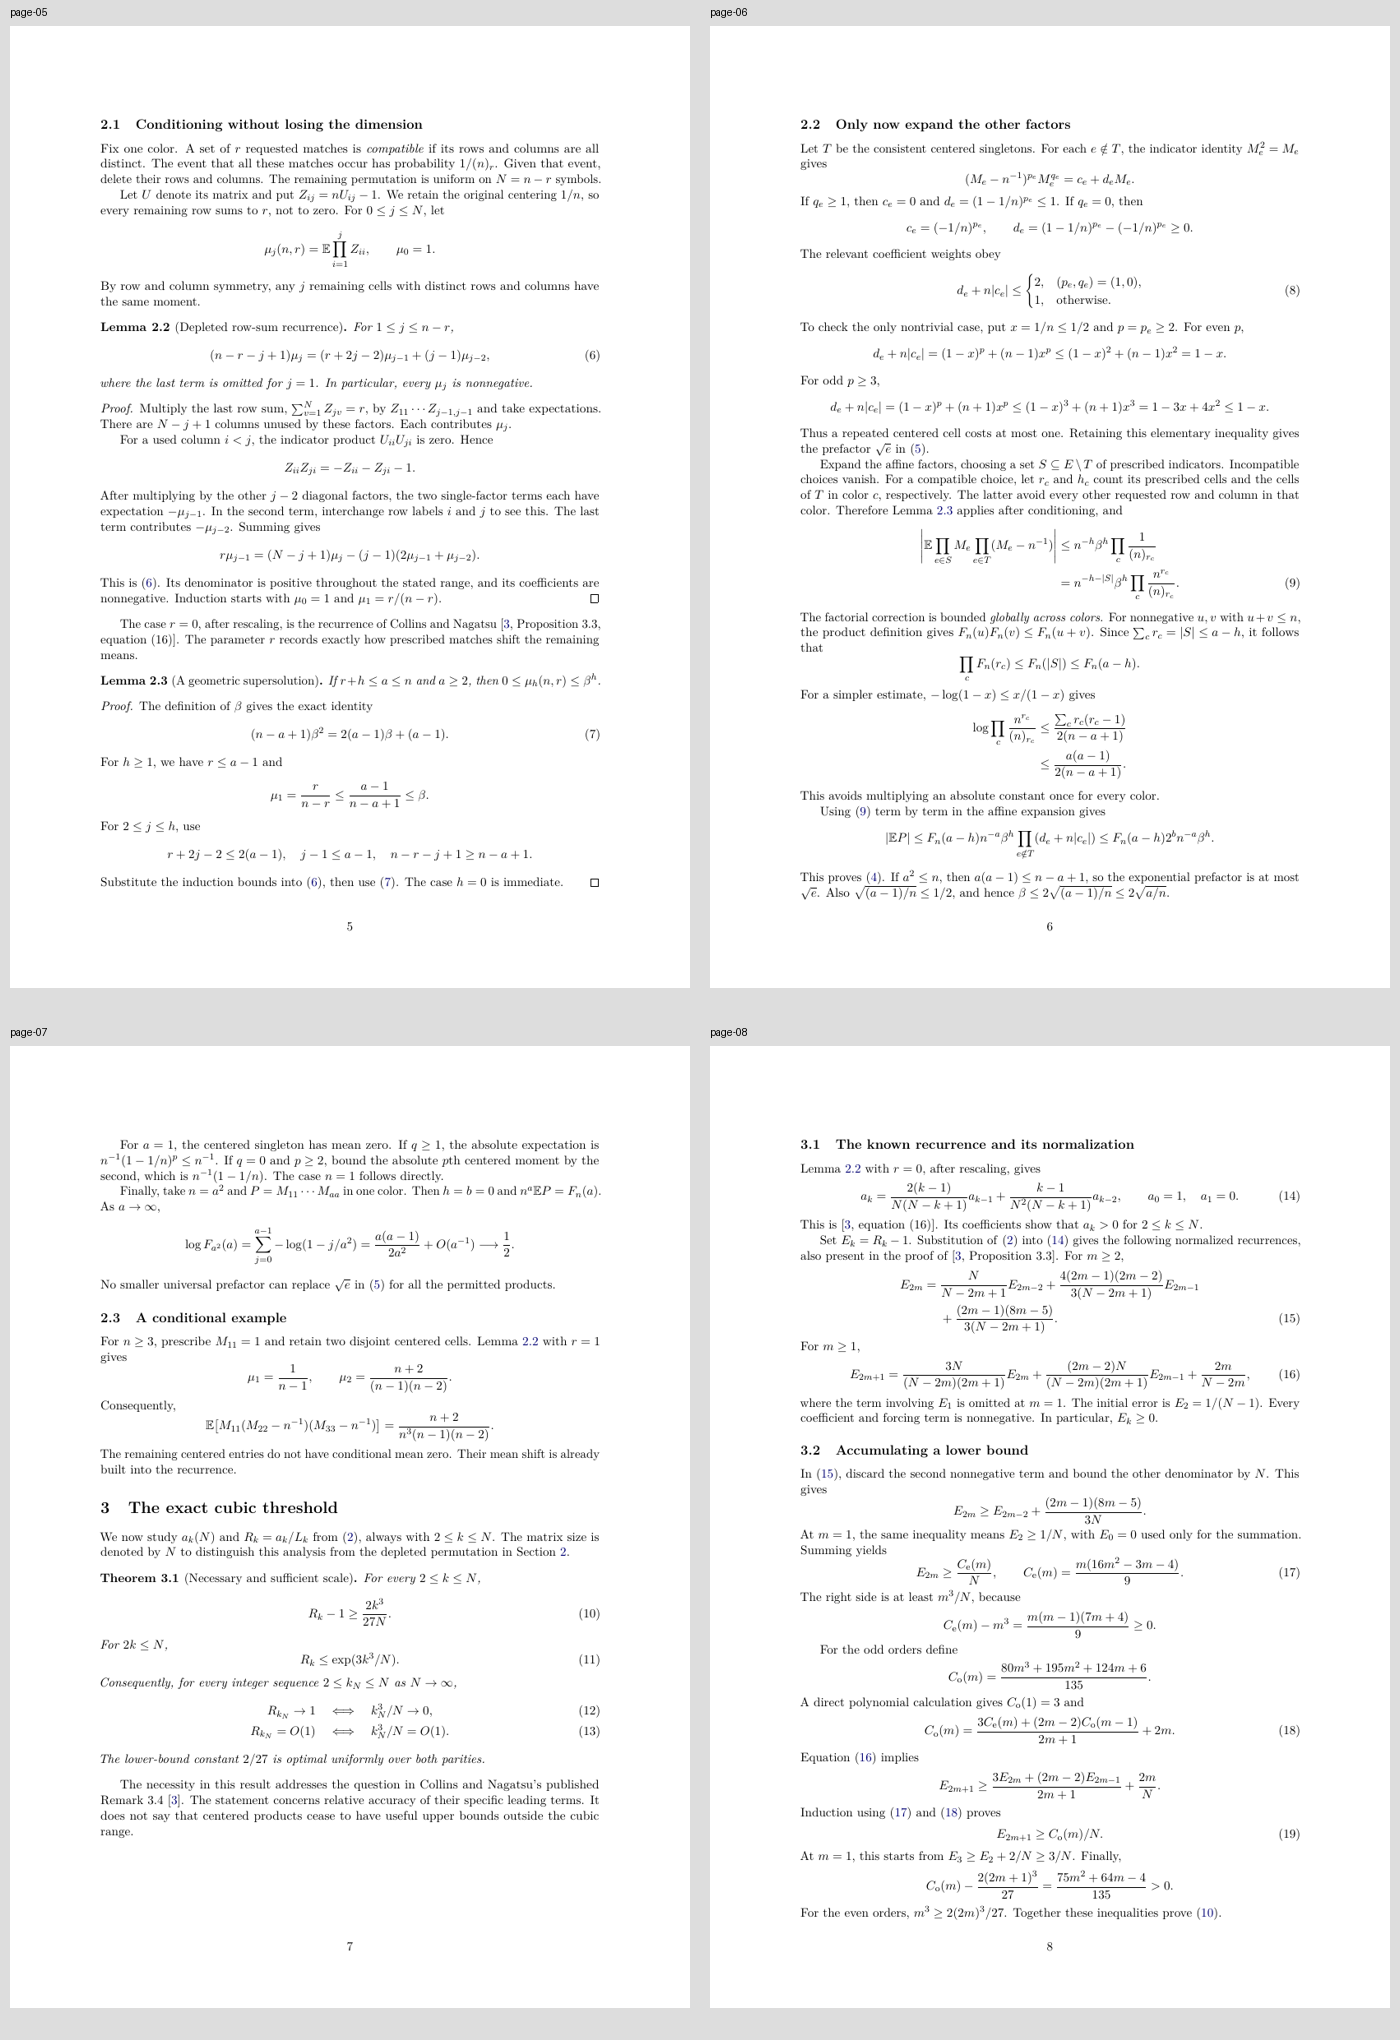 page-05
2.1 Conditioning without losing the dimension
Fix one color. A set of r requested matches is compatible if its rows and columns are all
distinct. The event that all these matches occur has probability 1/(n)_r. Given that event,
delete their rows and columns. The remaining permutation is uniform on N = n − r symbols.
Let U denote its matrix and put Z_{ij} = nU_{ij} − 1. We retain the original centering 1/n, so
every remaining row sums to r, not to zero. For 0 ≤ j ≤ N, let
μ_j(n, r) = 𝔼 ∏_{i=1}^{j} Z_{ii}, μ_0 = 1.
By row and column symmetry, any j remaining cells with distinct rows and columns have
the same moment.
Lemma 2.2 (Depleted row-sum recurrence). For 1 ≤ j ≤ n − r,
(n − r − j + 1)μ_j = (r + 2j − 2)μ_{j−1} + (j − 1)μ_{j−2}, (6)
where the last term is omitted for j = 1. In particular, every μ_j is nonnegative.
Proof. Multiply the last row sum, ∑_{v=1}^{N} Z_{jv} = r, by Z_{11} ··· Z_{j−1,j−1} and take expectations.
There are N − j + 1 columns unused by these factors. Each contributes μ_j.
For a used column i < j, the indicator product U_{ii}U_{ji} is zero. Hence
Z_{ii}Z_{ji} = −Z_{ii} − Z_{ji} − 1.
After multiplying by the other j − 2 diagonal factors, the two single-factor terms each have
expectation −μ_{j−1}. In the second term, interchange row labels i and j to see this. The last
term contributes −μ_{j−2}. Summing gives
rμ_{j−1} = (N − j + 1)μ_j − (j − 1)(2μ_{j−1} + μ_{j−2}).
This is (6). Its denominator is positive throughout the stated range, and its coefficients are
nonnegative. Induction starts with μ_0 = 1 and μ_1 = r/(n − r). □
The case r = 0, after rescaling, is the recurrence of Collins and Nagatsu [3, Proposition 3.3,
equation (16)]. The parameter r records exactly how prescribed matches shift the remaining
means.
Lemma 2.3 (A geometric supersolution). If r+h ≤ a ≤ n and a ≥ 2, then 0 ≤ μ_h(n, r) ≤ β^h.
Proof. The definition of β gives the exact identity
(n − a + 1)β² = 2(a − 1)β + (a − 1). (7)
For h ≥ 1, we have r ≤ a − 1 and
μ_1 = r/(n − r) ≤ (a − 1)/(n − a + 1) ≤ β.
For 2 ≤ j ≤ h, use
r + 2j − 2 ≤ 2(a − 1), j − 1 ≤ a − 1, n − r − j + 1 ≥ n − a + 1.
Substitute the induction bounds into (6), then use (7). The case h = 0 is immediate. □
5
page-06
2.2 Only now expand the other factors
Let T be the consistent centered singletons. For each e ∉ T, the indicator identity M_e² = M_e
gives
(M_e − n^{−1})^{p_e} M_e^{q_e} = c_e + d_e M_e.
If q_e ≥ 1, then c_e = 0 and d_e = (1 − 1/n)^{p_e} ≤ 1. If q_e = 0, then
c_e = (−1/n)^{p_e}, d_e = (1 − 1/n)^{p_e} − (−1/n)^{p_e} ≥ 0.
The relevant coefficient weights obey
d_e + n|c_e| ≤ { 2, (p_e, q_e) = (1, 0), 1, otherwise. (8)
To check the only nontrivial case, put x = 1/n ≤ 1/2 and p = p_e ≥ 2. For even p,
d_e + n|c_e| = (1 − x)^p + (n − 1)x^p ≤ (1 − x)² + (n − 1)x² = 1 − x.
For odd p ≥ 3,
d_e + n|c_e| = (1 − x)^p + (n + 1)x^p ≤ (1 − x)³ + (n + 1)x³ = 1 − 3x + 4x² ≤ 1 − x.
Thus a repeated centered cell costs at most one. Retaining this elementary inequality gives
the prefactor √e in (5).
Expand the affine factors, choosing a set S ⊆ E \ T of prescribed indicators. Incompatible
choices vanish. For a compatible choice, let r_c and h_c count its prescribed cells and the cells
of T in color c, respectively. The latter avoid every other requested row and column in that
color. Therefore Lemma 2.3 applies after conditioning, and
|𝔼 ∏_{e∈S} M_e ∏_{e∈T} (M_e − n^{−1})| ≤ n^{−h}β^h ∏_c 1/(n)_{r_c}
= n^{−h−|S|}β^h ∏_c n^{r_c}/(n)_{r_c}. (9)
The factorial correction is bounded globally across colors. For nonnegative u, v with u+v ≤ n,
the product definition gives F_n(u)F_n(v) ≤ F_n(u + v). Since ∑_c r_c = |S| ≤ a − h, it follows
that
∏_c F_n(r_c) ≤ F_n(|S|) ≤ F_n(a − h).
For a simpler estimate, − log(1 − x) ≤ x/(1 − x) gives
log ∏_c n^{r_c}/(n)_{r_c} ≤ ∑_c r_c(r_c − 1)/(2(n − a + 1))
≤ a(a − 1)/(2(n − a + 1)).
This avoids multiplying an absolute constant once for every color.
Using (9) term by term in the affine expansion gives
|𝔼P| ≤ F_n(a − h)n^{−a}β^h ∏_{e∉T} (d_e + n|c_e|) ≤ F_n(a − h)2^b n^{−a}β^h.
This proves (4). If a² ≤ n, then a(a − 1) ≤ n − a + 1, so the exponential prefactor is at most
√e. Also √((a − 1)/n) ≤ 1/2, and hence β ≤ 2√((a − 1)/n) ≤ 2√(a/n).
6
page-07
For a = 1, the centered singleton has mean zero. If q ≥ 1, the absolute expectation is
n^{−1}(1 − 1/n)^p ≤ n^{−1}. If q = 0 and p ≥ 2, bound the absolute pth centered moment by the
second, which is n^{−1}(1 − 1/n). The case n = 1 follows directly.
Finally, take n = a² and P = M_{11} ··· M_{aa} in one color. Then h = b = 0 and n^a𝔼P = F_n(a).
As a → ∞,
log F_{a²}(a) = ∑_{j=0}^{a−1} − log(1 − j/a²) = a(a − 1)/(2a²) + O(a^{−1}) ⟶ 1/2.
No smaller universal prefactor can replace √e in (5) for all the permitted products.
2.3 A conditional example
For n ≥ 3, prescribe M_{11} = 1 and retain two disjoint centered cells. Lemma 2.2 with r = 1
gives
μ_1 = 1/(n − 1), μ_2 = (n + 2)/((n − 1)(n − 2)).
Consequently,
𝔼[M_{11}(M_{22} − n^{−1})(M_{33} − n^{−1})] = (n + 2)/(n³(n − 1)(n − 2)).
The remaining centered entries do not have conditional mean zero. Their mean shift is already
built into the recurrence.
3 The exact cubic threshold
We now study a_k(N) and R_k = a_k/L_k from (2), always with 2 ≤ k ≤ N. The matrix size is
denoted by N to distinguish this analysis from the depleted permutation in Section 2.
Theorem 3.1 (Necessary and sufficient scale). For every 2 ≤ k ≤ N,
R_k − 1 ≥ 2k³/(27N). (10)
For 2k ≤ N,
R_k ≤ exp(3k³/N). (11)
Consequently, for every integer sequence 2 ≤ k_N ≤ N as N → ∞,
R_{k_N} → 1 ⟺ k_N³/N → 0, (12)
R_{k_N} = O(1) ⟺ k_N³/N = O(1). (13)
The lower-bound constant 2/27 is optimal uniformly over both parities.
The necessity in this result addresses the question in Collins and Nagatsu's published
Remark 3.4 [3]. The statement concerns relative accuracy of their specific leading terms. It
does not say that centered products cease to have useful upper bounds outside the cubic
range.
7
page-08
3.1 The known recurrence and its normalization
Lemma 2.2 with r = 0, after rescaling, gives
a_k = 2(k − 1)/(N(N − k + 1)) a_{k−1} + (k − 1)/(N²(N − k + 1)) a_{k−2}, a_0 = 1, a_1 = 0. (14)
This is [3, equation (16)]. Its coefficients show that a_k > 0 for 2 ≤ k ≤ N.
Set E_k = R_k − 1. Substitution of (2) into (14) gives the following normalized recurrences,
also present in the proof of [3, Proposition 3.3]. For m ≥ 2,
E_{2m} = N/(N − 2m + 1) E_{2m−2} + 4(2m − 1)(2m − 2)/(3(N − 2m + 1)) E_{2m−1}
+ (2m − 1)(8m − 5)/(3(N − 2m + 1)). (15)
For m ≥ 1,
E_{2m+1} = 3N/((N − 2m)(2m + 1)) E_{2m} + (2m − 2)N/((N − 2m)(2m + 1)) E_{2m−1} + 2m/(N − 2m), (16)
where the term involving E_1 is omitted at m = 1. The initial error is E_2 = 1/(N − 1). Every
coefficient and forcing term is nonnegative. In particular, E_k ≥ 0.
3.2 Accumulating a lower bound
In (15), discard the second nonnegative term and bound the other denominator by N. This
gives
E_{2m} ≥ E_{2m−2} + (2m − 1)(8m − 5)/(3N).
At m = 1, the same inequality means E_2 ≥ 1/N, with E_0 = 0 used only for the summation.
Summing yields
E_{2m} ≥ C_e(m)/N, C_e(m) = m(16m² − 3m − 4)/9. (17)
The right side is at least m³/N, because
C_e(m) − m³ = m(m − 1)(7m + 4)/9 ≥ 0.
For the odd orders define
C_o(m) = (80m³ + 195m² + 124m + 6)/135.
A direct polynomial calculation gives C_o(1) = 3 and
C_o(m) = (3C_e(m) + (2m − 2)C_o(m − 1))/(2m + 1) + 2m. (18)
Equation (16) implies
E_{2m+1} ≥ (3E_{2m} + (2m − 2)E_{2m−1})/(2m + 1) + 2m/N.
Induction using (17) and (18) proves
E_{2m+1} ≥ C_o(m)/N. (19)
At m = 1, this starts from E_3 ≥ E_2 + 2/N ≥ 3/N. Finally,
C_o(m) − 2(2m + 1)³/27 = (75m² + 64m − 4)/135 > 0.
For the even orders, m³ ≥ 2(2m)³/27. Together these inequalities prove (10).
8